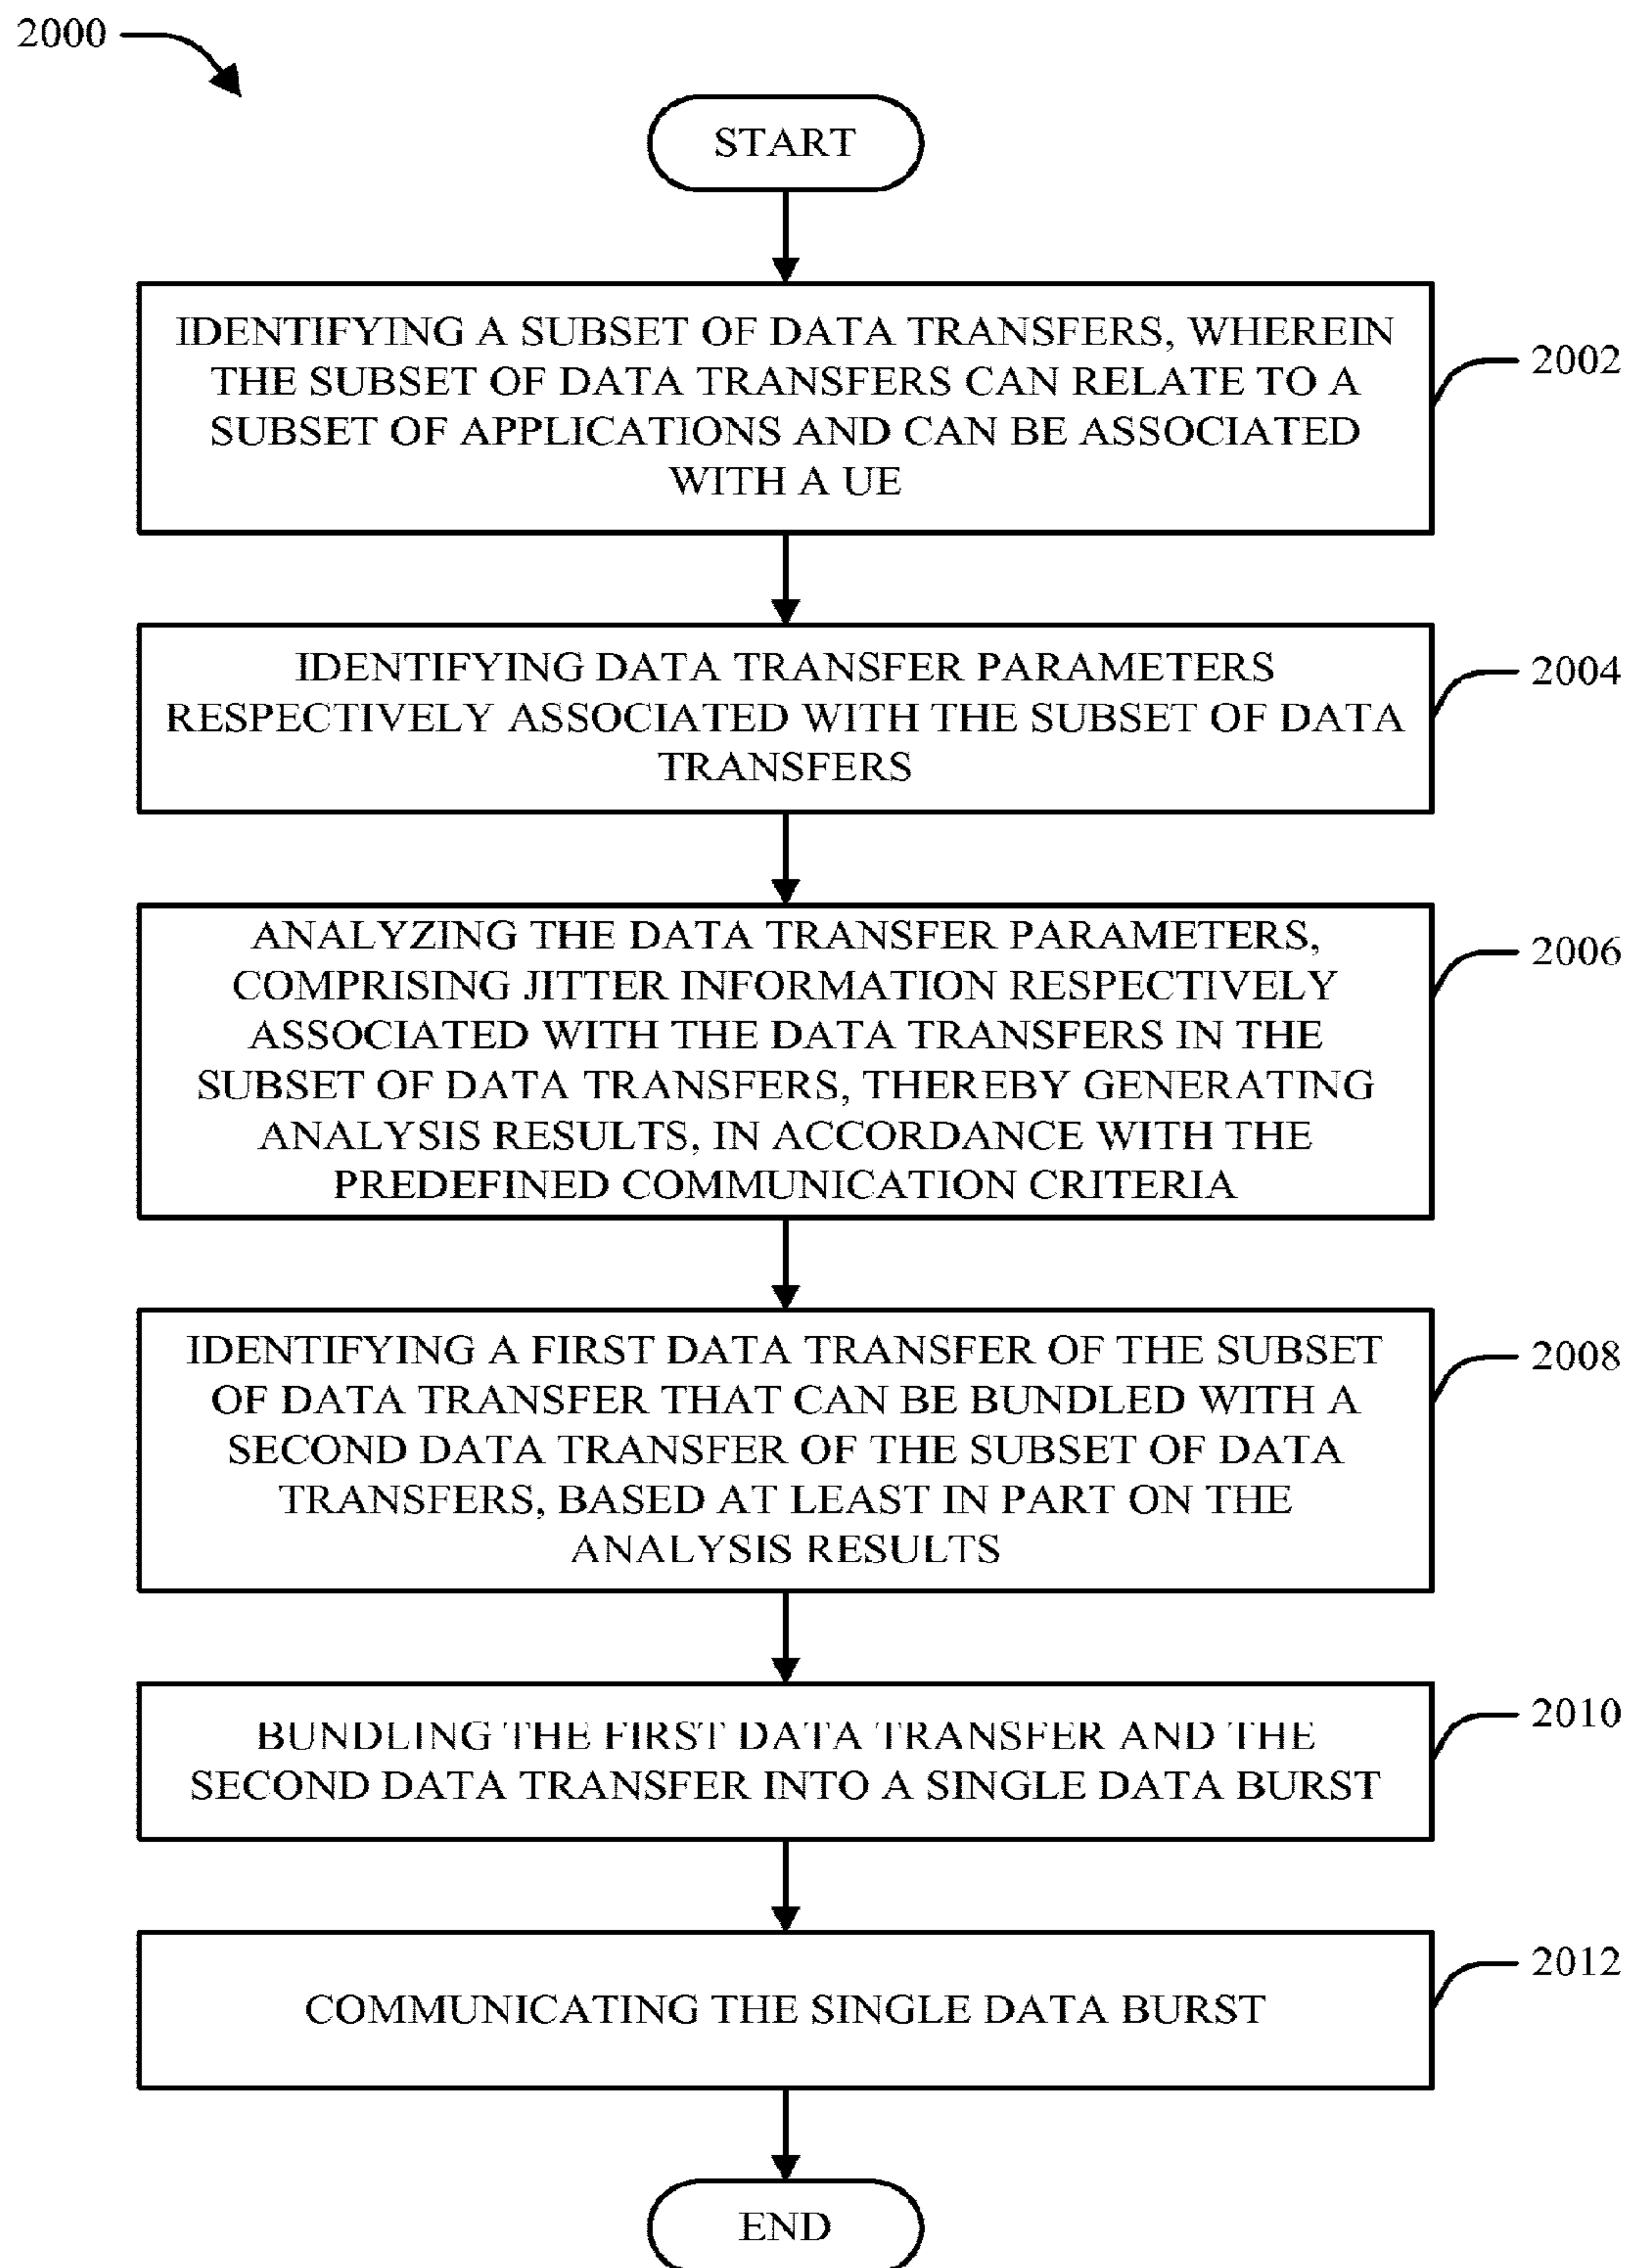 2000
START
IDENTIFYING A SUBSET OF DATA TRANSFERS, WHEREIN
THE SUBSET OF DATA TRANSFERS CAN RELATE TO A
SUBSET OF APPLICATIONS AND CAN BE ASSOCIATED
WITH A UE
2002
IDENTIFYING DATA TRANSFER PARAMETERS
RESPECTIVELY ASSOCIATED WITH THE SUBSET OF DATA
TRANSFERS
2004
ANALYZING THE DATA TRANSFER PARAMETERS,
COMPRISING JITTER INFORMATION RESPECTIVELY
ASSOCIATED WITH THE DATA TRANSFERS IN THE
SUBSET OF DATA TRANSFERS, THEREBY GENERATING
ANALYSIS RESULTS, IN ACCORDANCE WITH THE
PREDEFINED COMMUNICATION CRITERIA
2006
IDENTIFYING A FIRST DATA TRANSFER OF THE SUBSET
OF DATA TRANSFER THAT CAN BE BUNDLED WITH A
SECOND DATA TRANSFER OF THE SUBSET OF DATA
TRANSFERS, BASED AT LEAST IN PART ON THE
ANALYSIS RESULTS
2008
BUNDLING THE FIRST DATA TRANSFER AND THE
SECOND DATA TRANSFER INTO A SINGLE DATA BURST
2010
COMMUNICATING THE SINGLE DATA BURST
2012
END